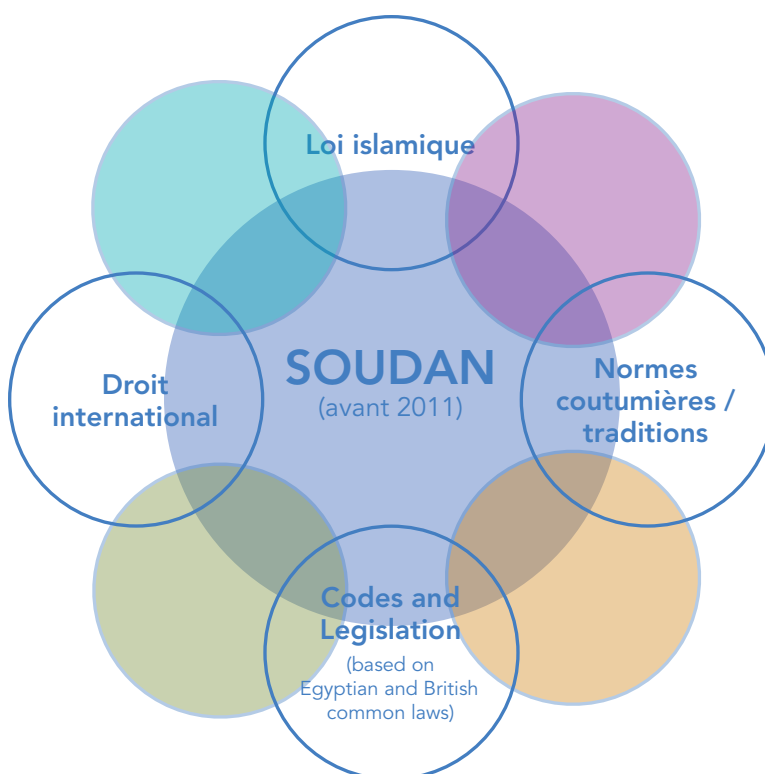 Loi islamique
SOUDAN
(avant 2011)
Droit
international
Normes
coutumières /
traditions
Codes and
Legislation
(based on
Egyptian and British
common laws)